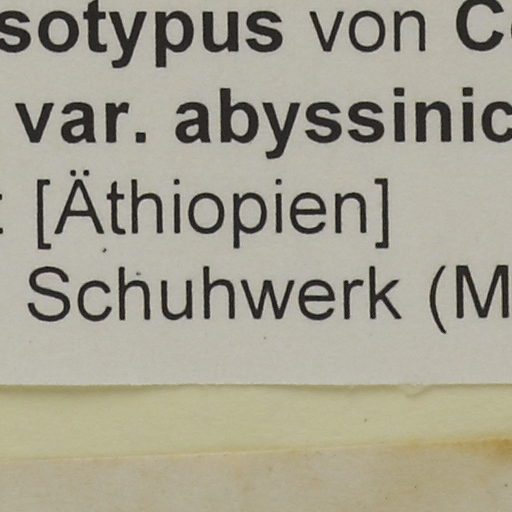 sotypus von C
var. abyssinic
: [Äthiopien]
Schuhwerk (M